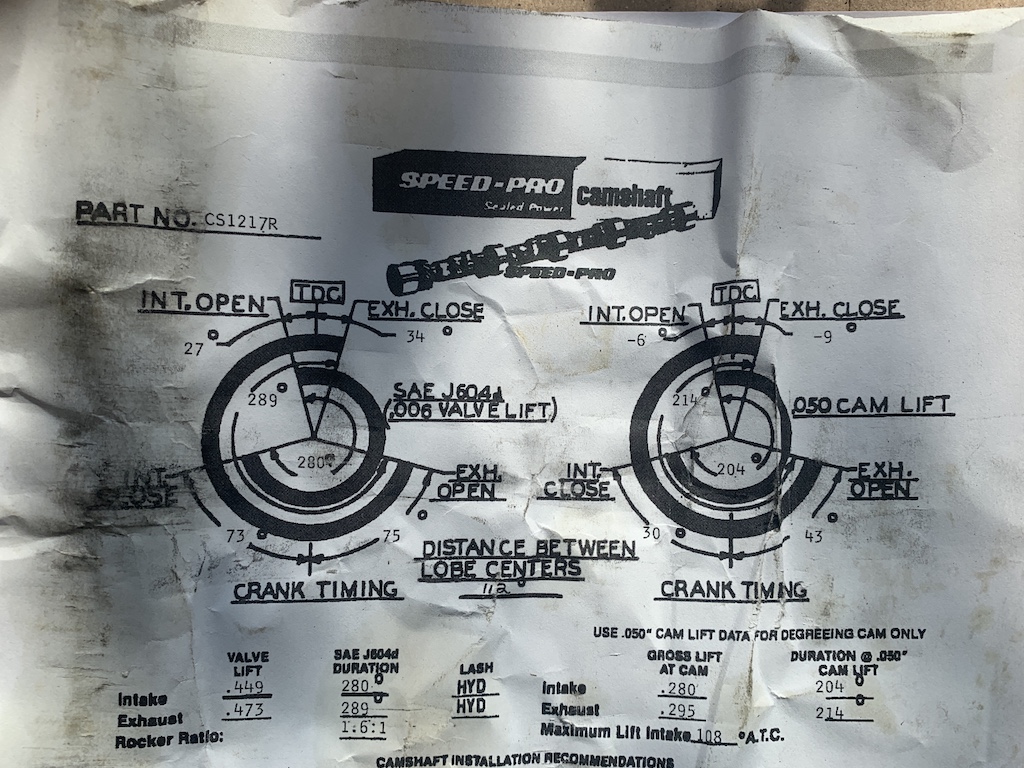 SPEED-PRO
Sealed Power
Camshaft
PART NO. CS1217R
SPEED-PRO
INT. OPEN
TDC
EXH. CLOSE
27°
34°
289°
SAE J604d
(.006 VALVE LIFT)
280°
INT.
CLOSE
EXH.
OPEN
73°
75°
CRANK TIMING
DISTANCE BETWEEN
LOBE CENTERS
112°
INT. OPEN
TDC
EXH. CLOSE
-6°
-9°
214°
.050 CAM LIFT
204°
INT.
CLOSE
EXH.
OPEN
30°
43°
CRANK TIMING
USE .050" CAM LIFT DATA FOR DEGREEING CAM ONLY
VALVE LIFT SAE J604d DURATION LASH GROSS LIFT AT CAM DURATION @ .050" CAM LIFT
Intake .449 280° HYD Intake .280 204°
Exhaust .473 289° HYD Exhaust .295 214°
Rocker Ratio: 1.6:1 Maximum Lift Intake 108 °A.T.C.
CAMSHAFT INSTALLATION RECOMMENDATIONS